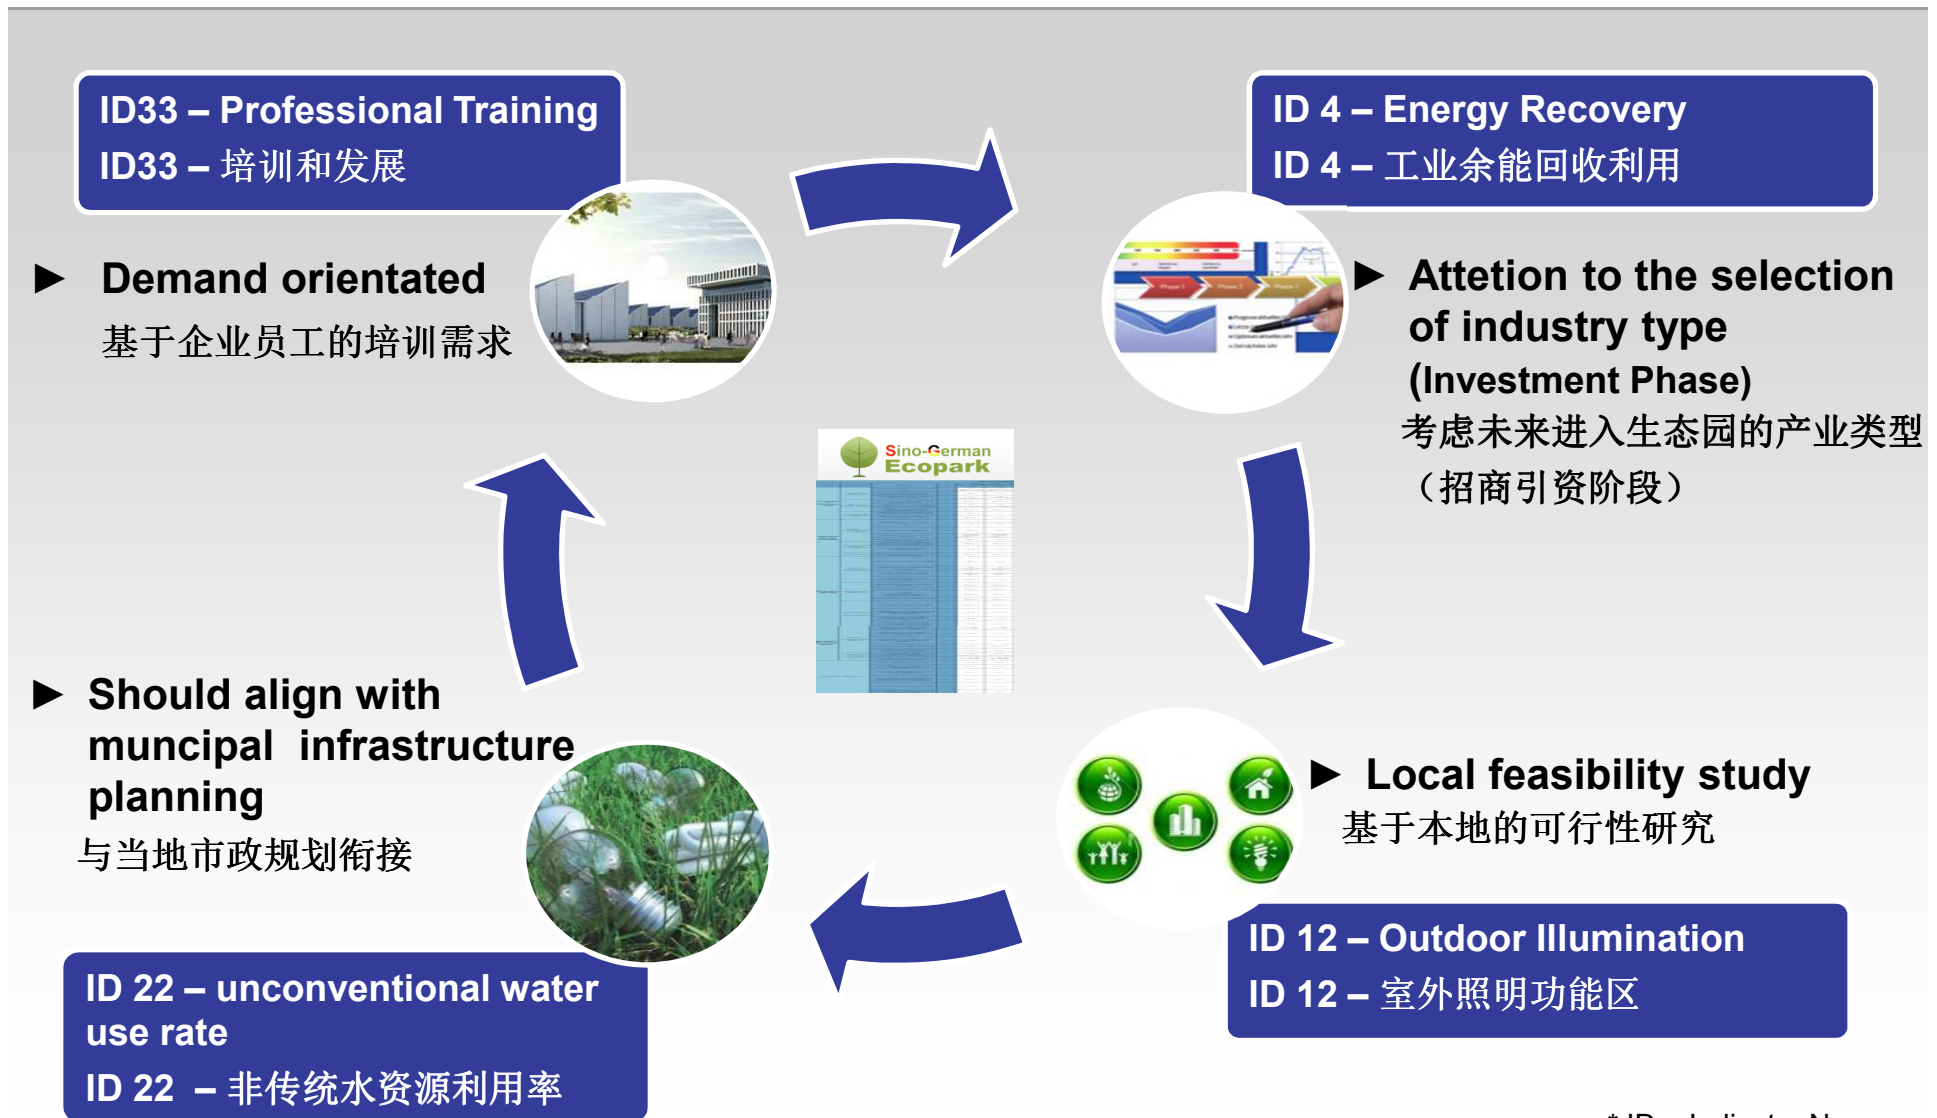 ID33 – Professional Training
ID33 – 培训和发展
► Demand orientated
基于企业员工的培训需求
ID 4 – Energy Recovery
ID 4 – 工业余能回收利用
► Attetion to the selection
of industry type
(Investment Phase)
考虑未来进入生态园的产业类型
（招商引资阶段）
Phase 1
Phase 2
Phase 3
Sino-German
Ecopark
► Should align with
muncipal infrastructure
planning
与当地市政规划衔接
► Local feasibility study
基于本地的可行性研究
ID 22 – unconventional water
use rate
ID 22 – 非传统水资源利用率
ID 12 – Outdoor Illumination
ID 12 – 室外照明功能区